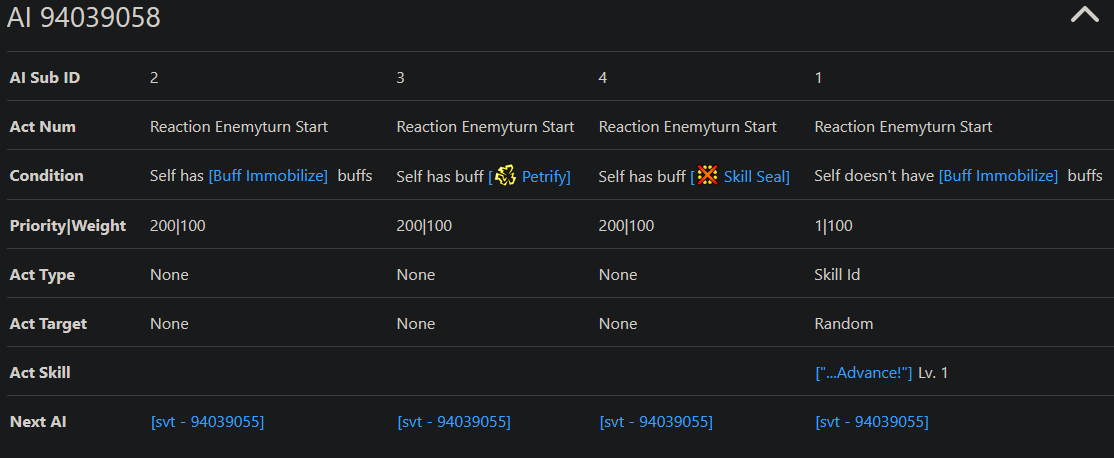 AI 94039058
AI Sub ID 2 3 4 1
Act Num Reaction Enemyturn Start Reaction Enemyturn Start Reaction Enemyturn Start Reaction Enemyturn Start
Condition Self has [Buff Immobilize] buffs Self has buff [ Petrify] Self has buff [ Skill Seal] Self doesn't have [Buff Immobilize] buffs
Priority|Weight 200|100 200|100 200|100 1|100
Act Type None None None Skill Id
Act Target None None None Random
Act Skill ["...Advance!"] Lv. 1
Next AI [svt - 94039055] [svt - 94039055] [svt - 94039055] [svt - 94039055]